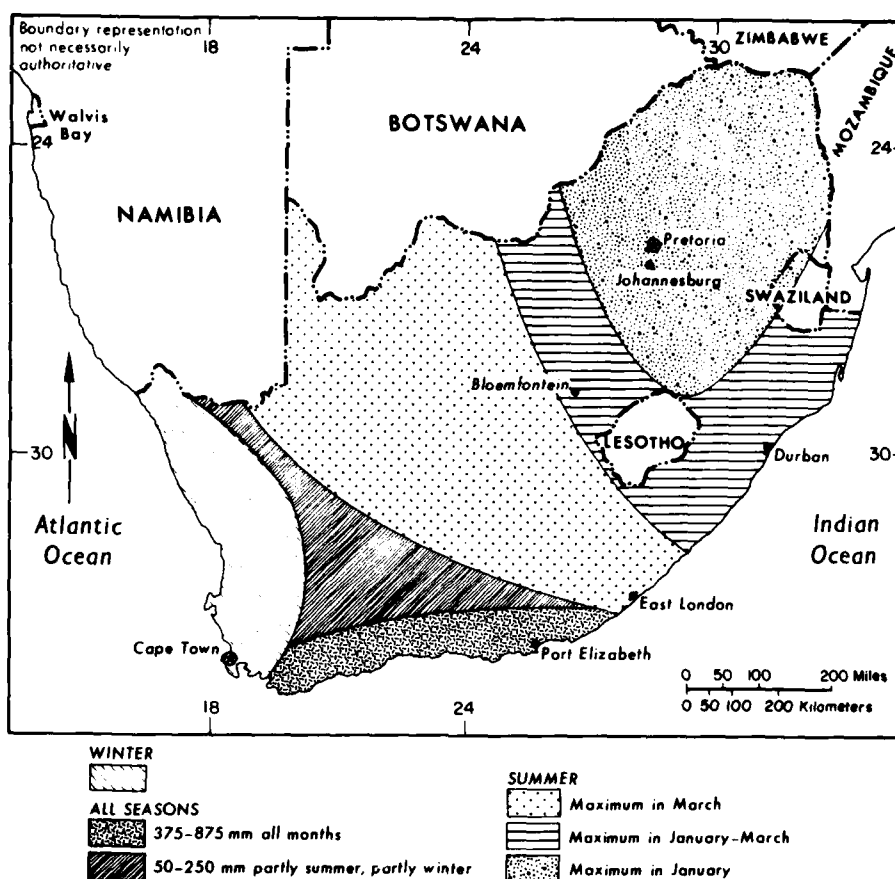 Boundary representation
not necessarily
authoritative
18
24
30
ZIMBABWE
MOZAMBIQUE
Walvis
Bay
24
BOTSWANA
24
NAMIBIA
Pretoria
Johannesburg
SWAZILAND
Bloemfontein
N
30
LESOTHO
30
Durban
Atlantic
Ocean
Indian
Ocean
East London
Cape Town
Port Elizabeth
0 50 100 200 Miles
0 50 100 200 Kilometers
18
24
30
WINTER
ALL SEASONS
375-875 mm all months
50-250 mm partly summer, partly winter
SUMMER
Maximum in March
Maximum in January-March
Maximum in January